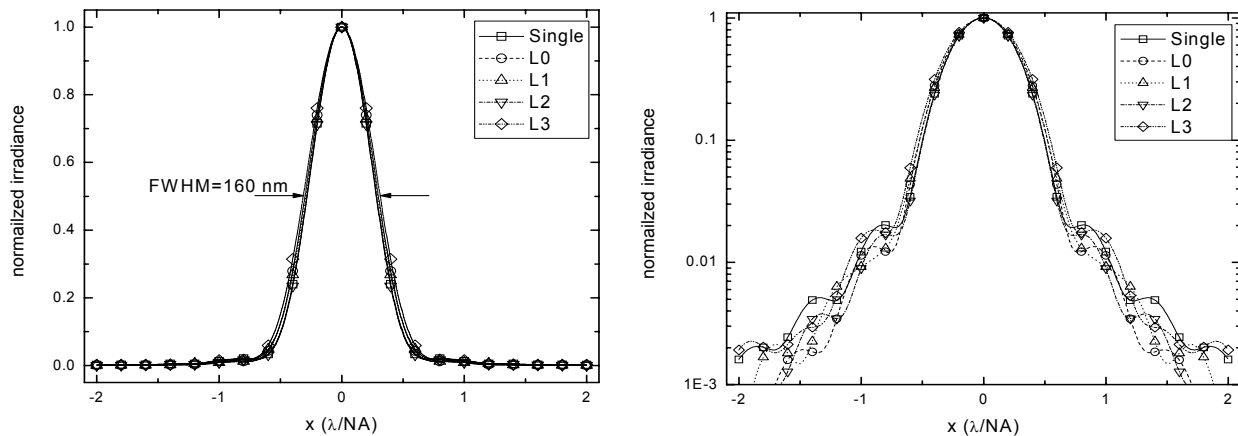 1.0
0.8
0.6
0.4
0.2
0.0
normailzed irradiance
FWHM=160 nm
Single
L0
L1
L2
L3
-2 -1 0 1 2
x (λ/NA)
1
0.1
0.01
1E-3
normailzed irradiance
Single
L0
L1
L2
L3
-2 -1 0 1 2
x (λ/NA)